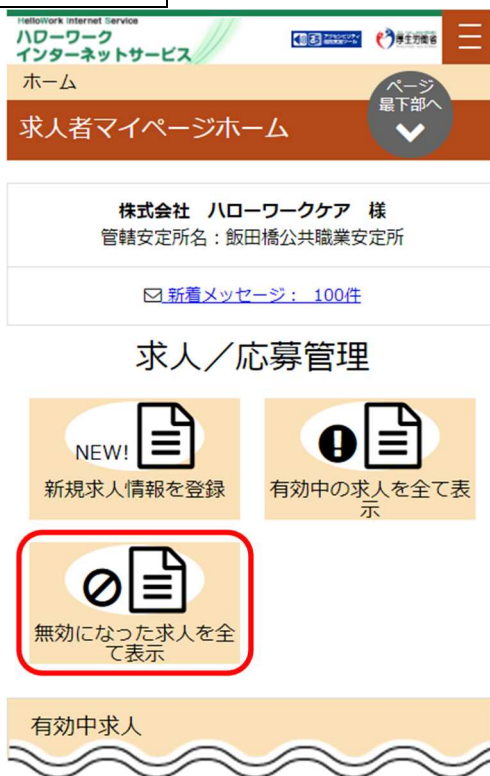 HelloWork Internet Service
ハローワーク
インターネットサービス
厚生労働省
ホーム
ページ
最下部へ
求人者マイページホーム
株式会社 ハローワークケア 様
管轄安定所名：飯田橋公共職業安定所
新着メッセージ： 100件
求人／応募管理
NEW!
新規求人情報を登録
有効中の求人を全て表
示
無効になった求人を全
て表示
有効中求人